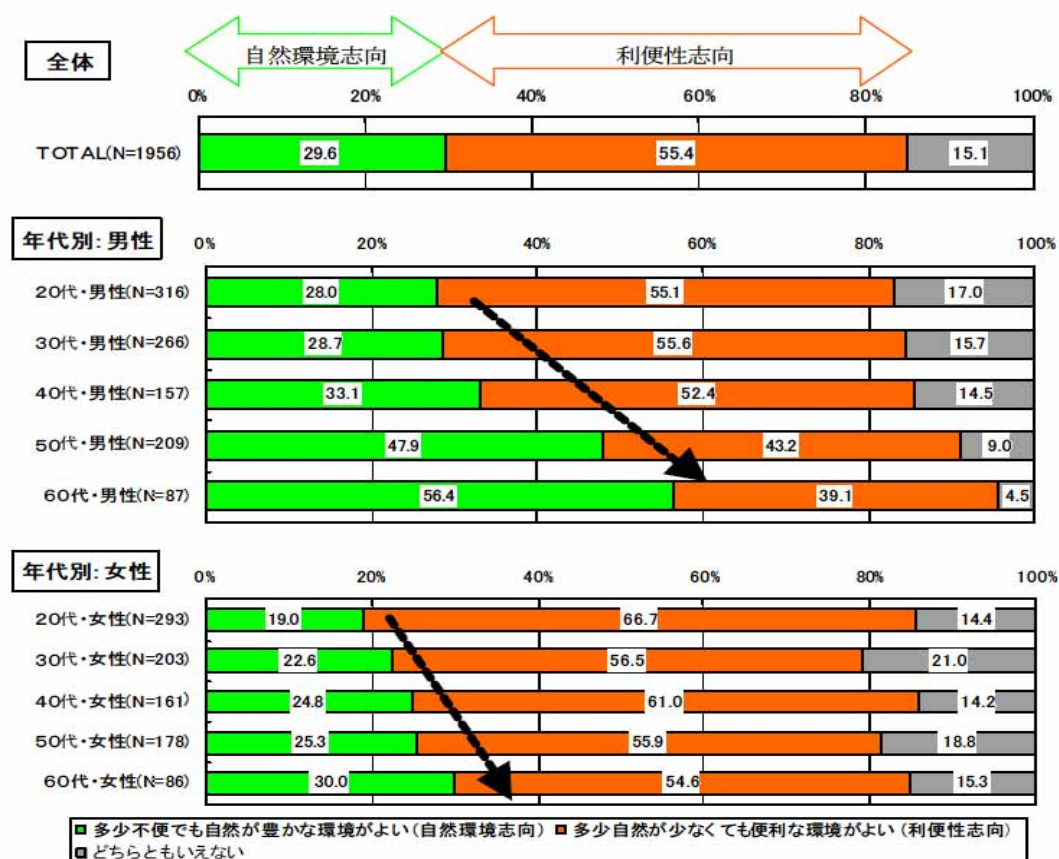 自然環境志向 利便性志向
全体
0% 20% 40% 60% 80% 100%
TOTAL(N=1956) 29.6 55.4 15.1
年代別: 男性
0% 20% 40% 60% 80% 100%
20代・男性(N=316) 28.0 55.1 17.0
30代・男性(N=266) 28.7 55.6 15.7
40代・男性(N=157) 33.1 52.4 14.5
50代・男性(N=209) 47.9 43.2 9.0
60代・男性(N=87) 56.4 39.1 4.5
年代別: 女性
0% 20% 40% 60% 80% 100%
20代・女性(N=293) 19.0 66.7 14.4
30代・女性(N=203) 22.6 56.5 21.0
40代・女性(N=161) 24.8 61.0 14.2
50代・女性(N=178) 25.3 55.9 18.8
60代・女性(N=86) 30.0 54.6 15.3
多少不便でも自然が豊かな環境がよい(自然環境志向) 多少自然が少なくても便利な環境がよい(利便性志向)
どちらともいえない